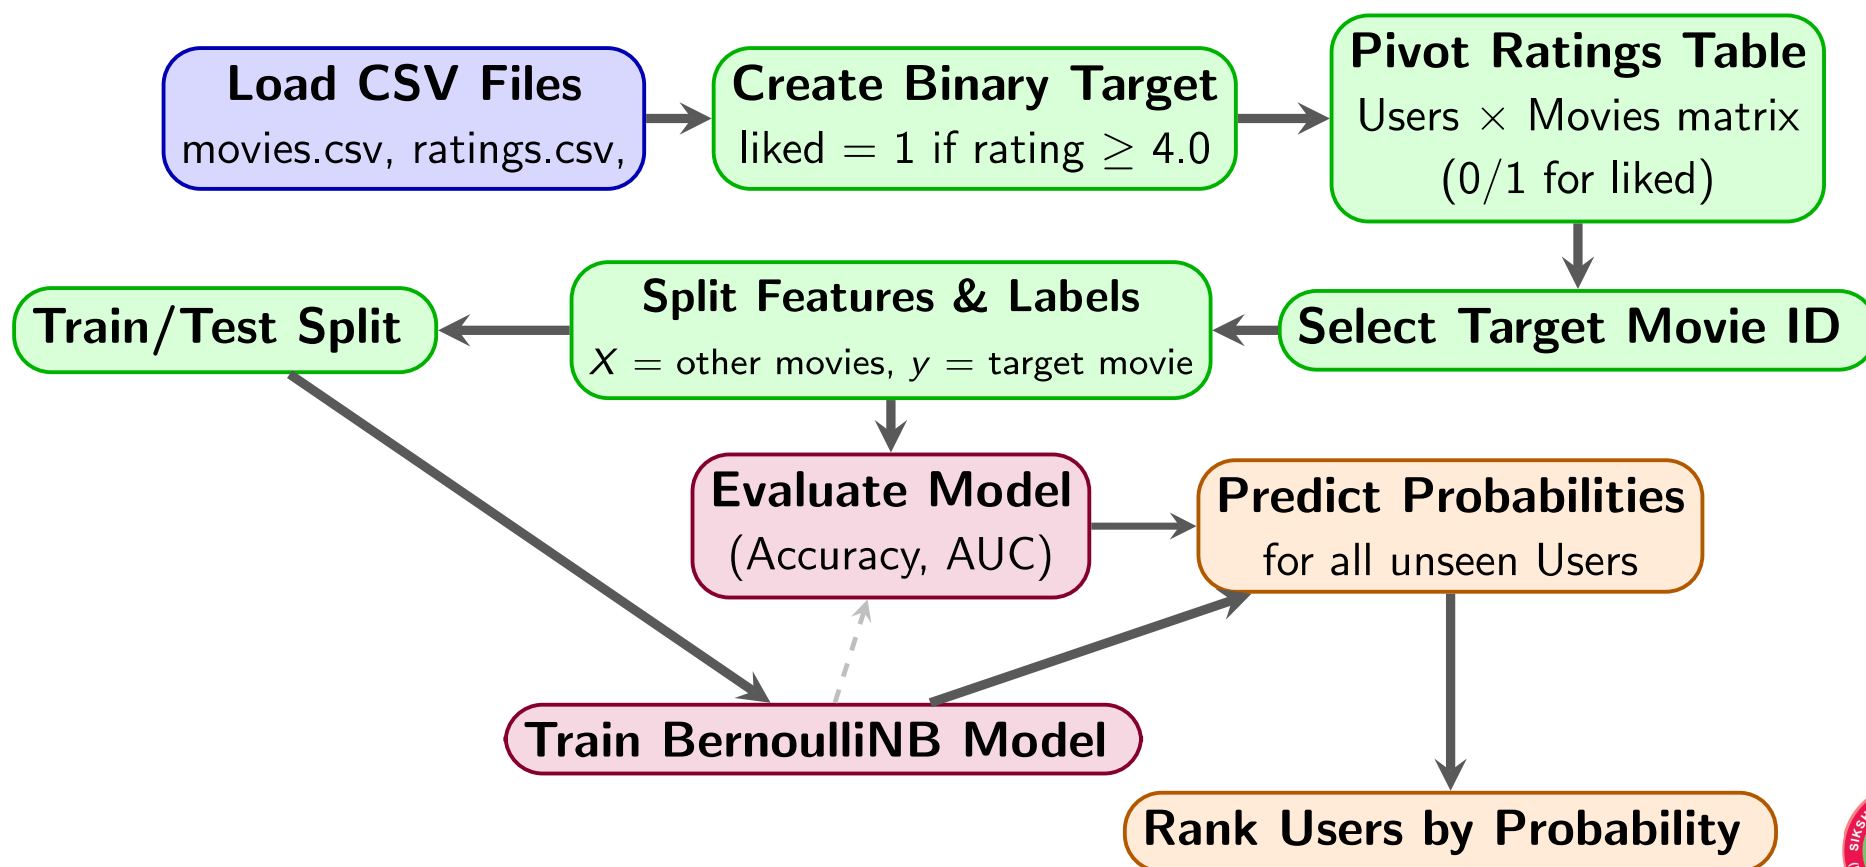 Load CSV Files
movies.csv, ratings.csv,
Create Binary Target
liked = 1 if rating ≥ 4.0
Pivot Ratings Table
Users × Movies matrix
(0/1 for liked)
Train/Test Split
Split Features & Labels
X = other movies, y = target movie
Select Target Movie ID
Evaluate Model
(Accuracy, AUC)
Predict Probabilities
for all unseen Users
Train BernoulliNB Model
Rank Users by Probability